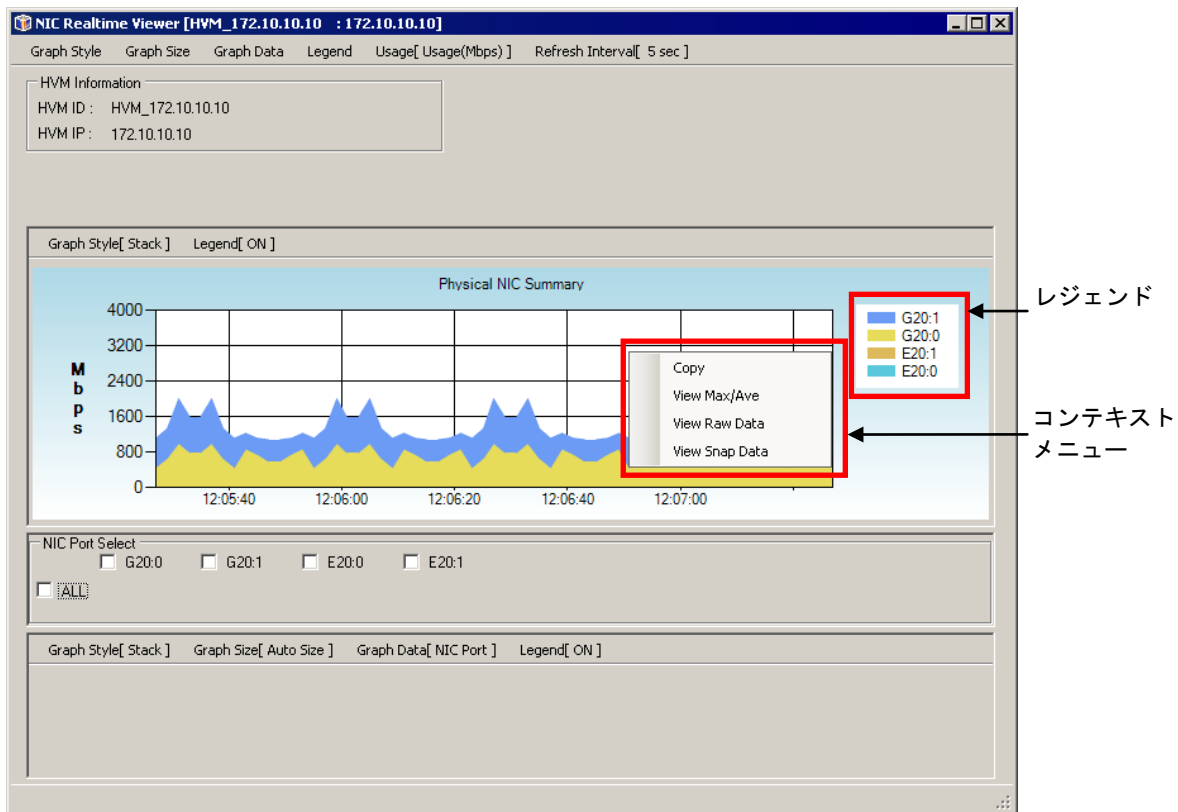 NIC Realtime Viewer [HVM_172.10.10.10 : 172.10.10.10]
Graph Style Graph Size Graph Data Legend Usage[ Usage(Mbps) ] Refresh Interval[ 5 sec ]
HVM Information
HVM ID : HVM_172.10.10.10
HVM IP : 172.10.10.10
Graph Style[ Stack ] Legend[ ON ]
Physical NIC Summary
Mbps
4000
3200
2400
1600
800
0
12:05:40 12:06:00 12:06:20 12:06:40 12:07:00
G20:1
G20:0
E20:1
E20:0
レジェンド
Copy
View Max/Ave
View Raw Data
View Snap Data
コンテキスト
メニュー
NIC Port Select
G20:0 G20:1 E20:0 E20:1
ALL
Graph Style[ Stack ] Graph Size[ Auto Size ] Graph Data[ NIC Port ] Legend[ ON ]